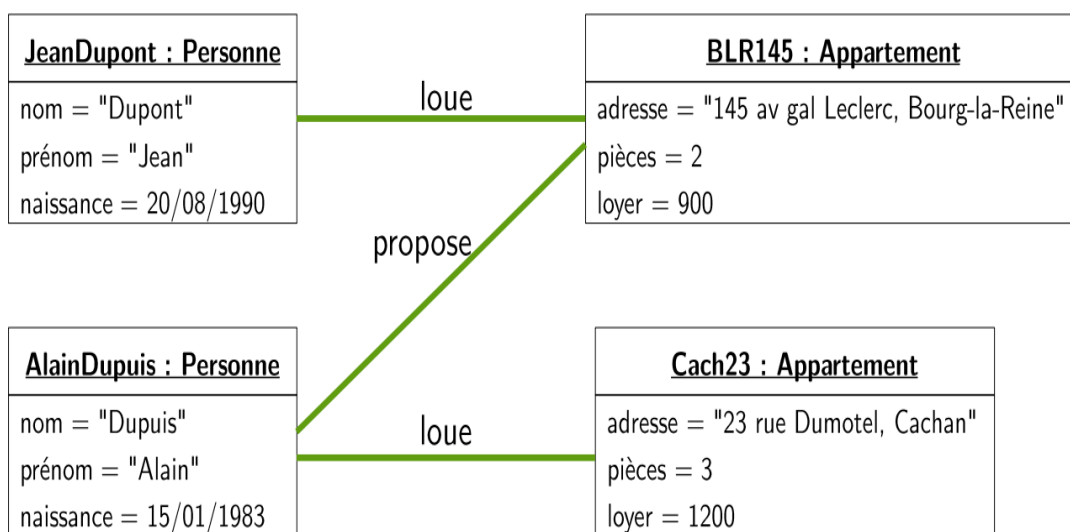 JeanDupont : Personne
nom = "Dupont"
prénom = "Jean"
naissance = 20/08/1990
loue
BLR145 : Appartement
adresse = "145 av gal Leclerc, Bourg-la-Reine"
pièces = 2
loyer = 900
propose
AlainDupuis : Personne
nom = "Dupuis"
prénom = "Alain"
naissance = 15/01/1983
loue
Cach23 : Appartement
adresse = "23 rue Dumotel, Cachan"
pièces = 3
loyer = 1200